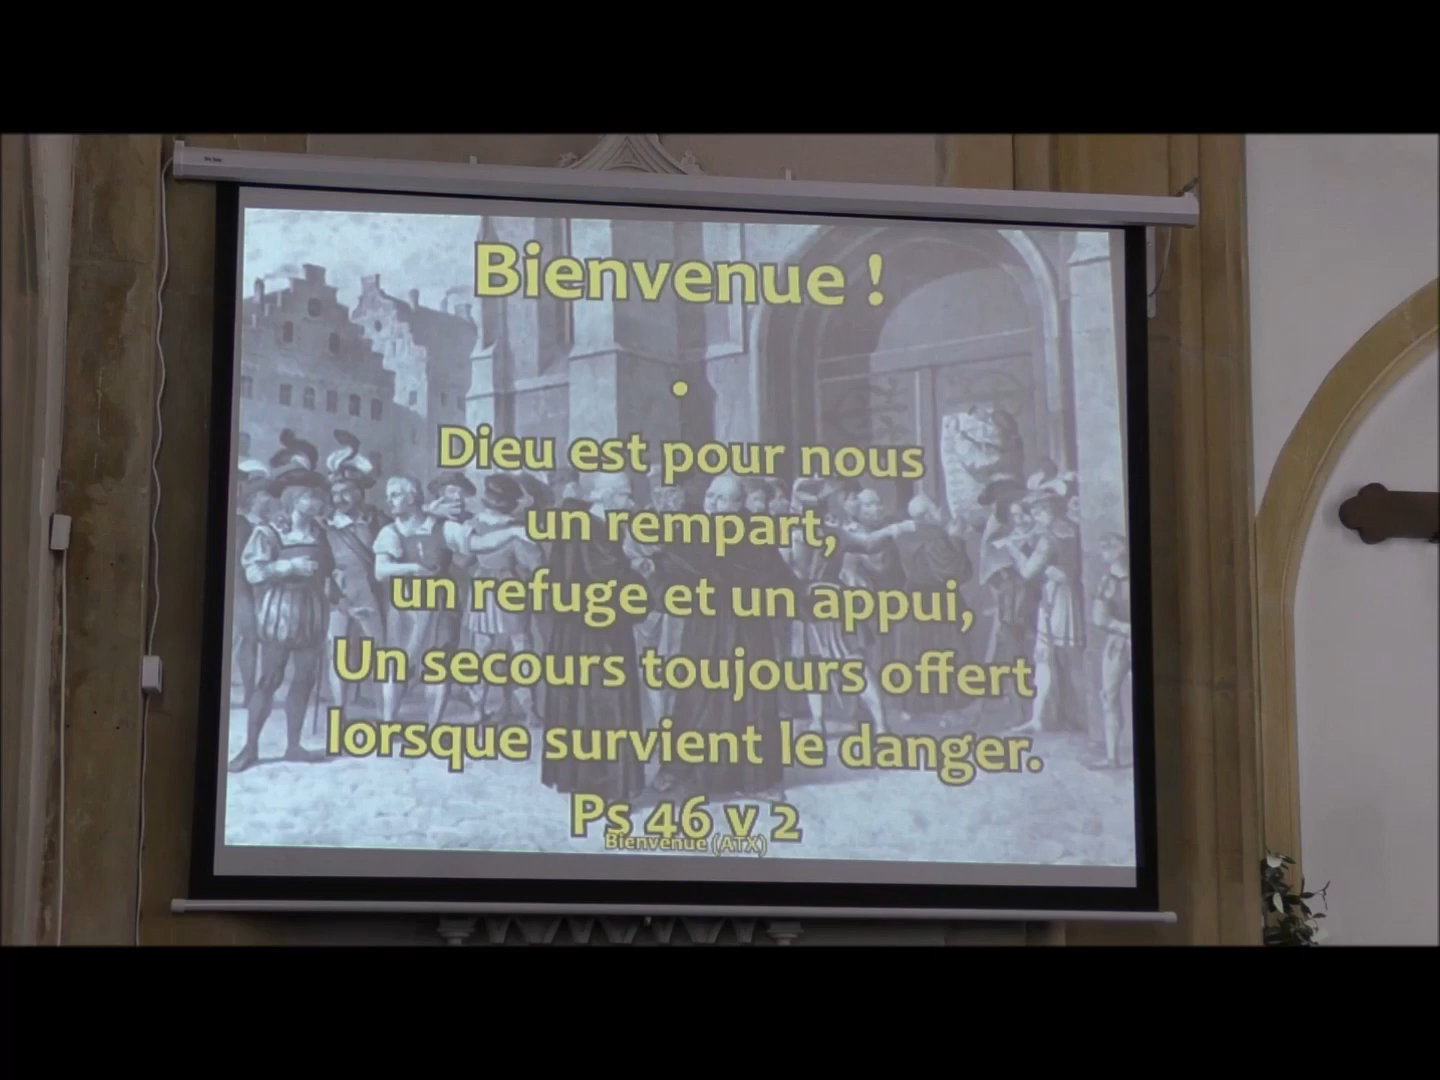 Bienvenue !
•
Dieu est pour nous
un rempart,
un refuge et un appui,
Un secours toujours offert
lorsque survient le danger.
Ps 46 v 2
Bienvenue (ATX)